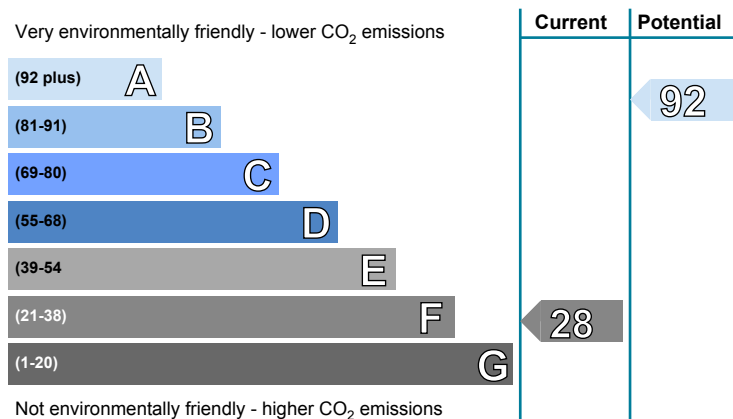 Current Potential
Very environmentally friendly - lower CO2 emissions
(92 plus) A
92
(81-91) B
(69-80) C
(55-68) D
(39-54 E
(21-38) F 28
(1-20) G
Not environmentally friendly - higher CO2 emissions